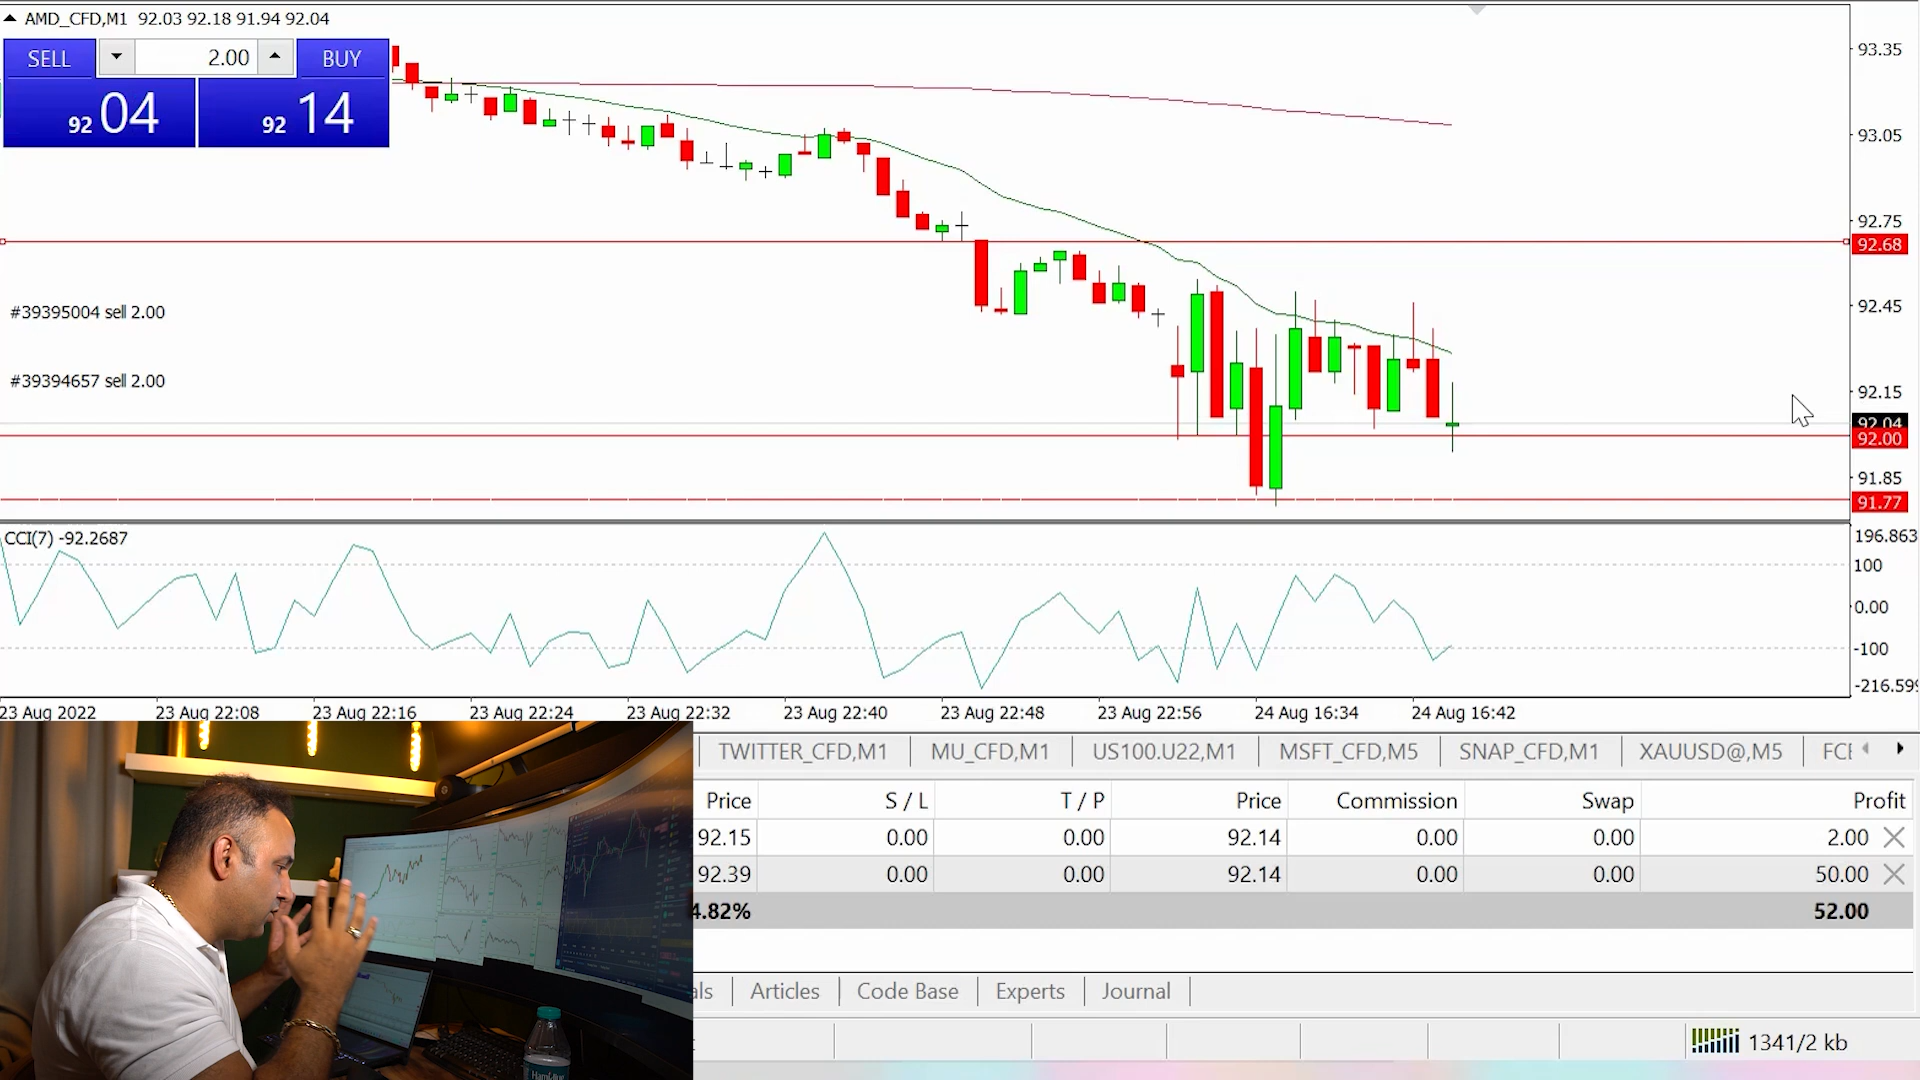 AMD_CFD,M1 92.03 92.18 91.94 92.04
SELL 2.00 BUY
92 04 92 14
93.35
93.05
92.75
92.68
92.45
#39395004 sell 2.00
#39394657 sell 2.00
92.15
92.04
92.00
91.85
91.77
CCI(7) -92.2687
196.863
100
0.00
-100
-216.599
23 Aug 2022 23 Aug 22:08 23 Aug 22:16 23 Aug 22:24 23 Aug 22:32 23 Aug 22:40 23 Aug 22:48 23 Aug 22:56 24 Aug 16:34 24 Aug 16:42
TWITTER_CFD,M1 MU_CFD,M1 US100.U22,M1 MSFT_CFD,M5 SNAP_CFD,M1 XAUUSD@,M5
Price S / L T / P Price Commission Swap Profit
92.15 0.00 0.00 92.14 0.00 0.00 2.00
92.39 0.00 0.00 92.14 0.00 0.00 50.00
4.82% 52.00
Articles Code Base Experts Journal
1341/2 kb